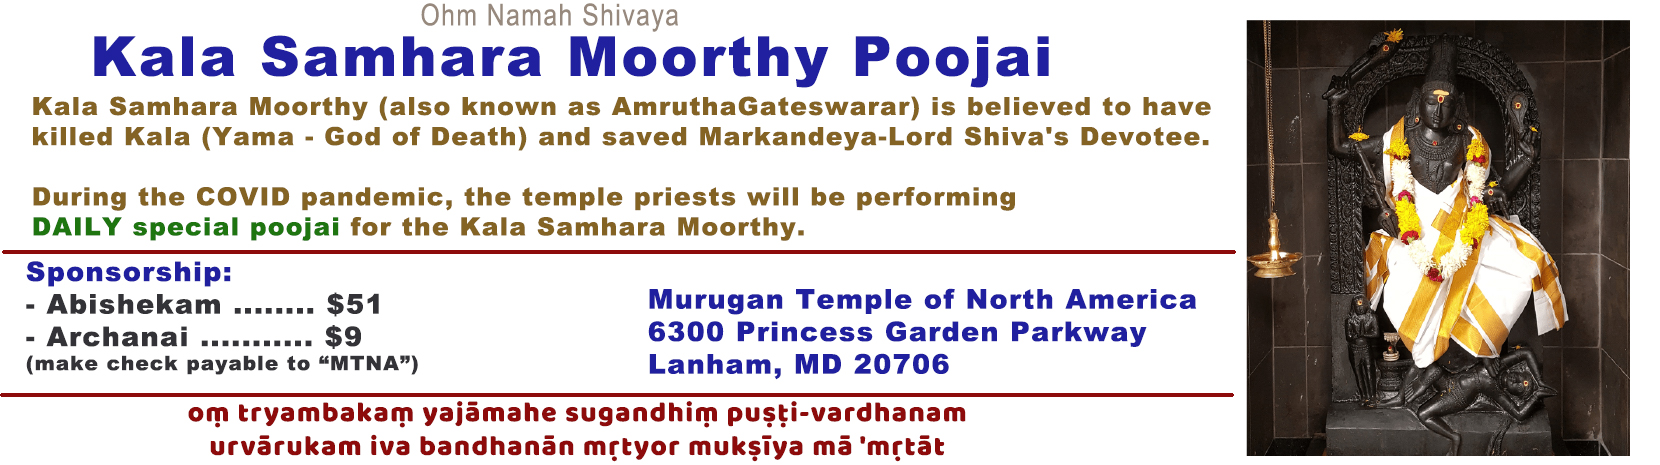 Ohm Namah Shivaya
Kala Samhara Moorthy Poojai
Kala Samhara Moorthy (also known as AmruthaGateswarar) is believed to have
killed Kala (Yama - God of Death) and saved Markandeya-Lord Shiva's Devotee.
During the COVID pandemic, the temple priests will be performing
DAILY special poojai for the Kala Samhara Moorthy.
Sponsorship:
- Abishekam ........ $51
- Archanai ........... $9
(make check payable to “MTNA”)
Murugan Temple of North America
6300 Princess Garden Parkway
Lanham, MD 20706
oṃ tryambakaṃ yajāmahe sugandhiṃ puṣṭi-vardhanam
urvārukam iva bandhanān mṛtyor mukṣīya mā 'mṛtāt